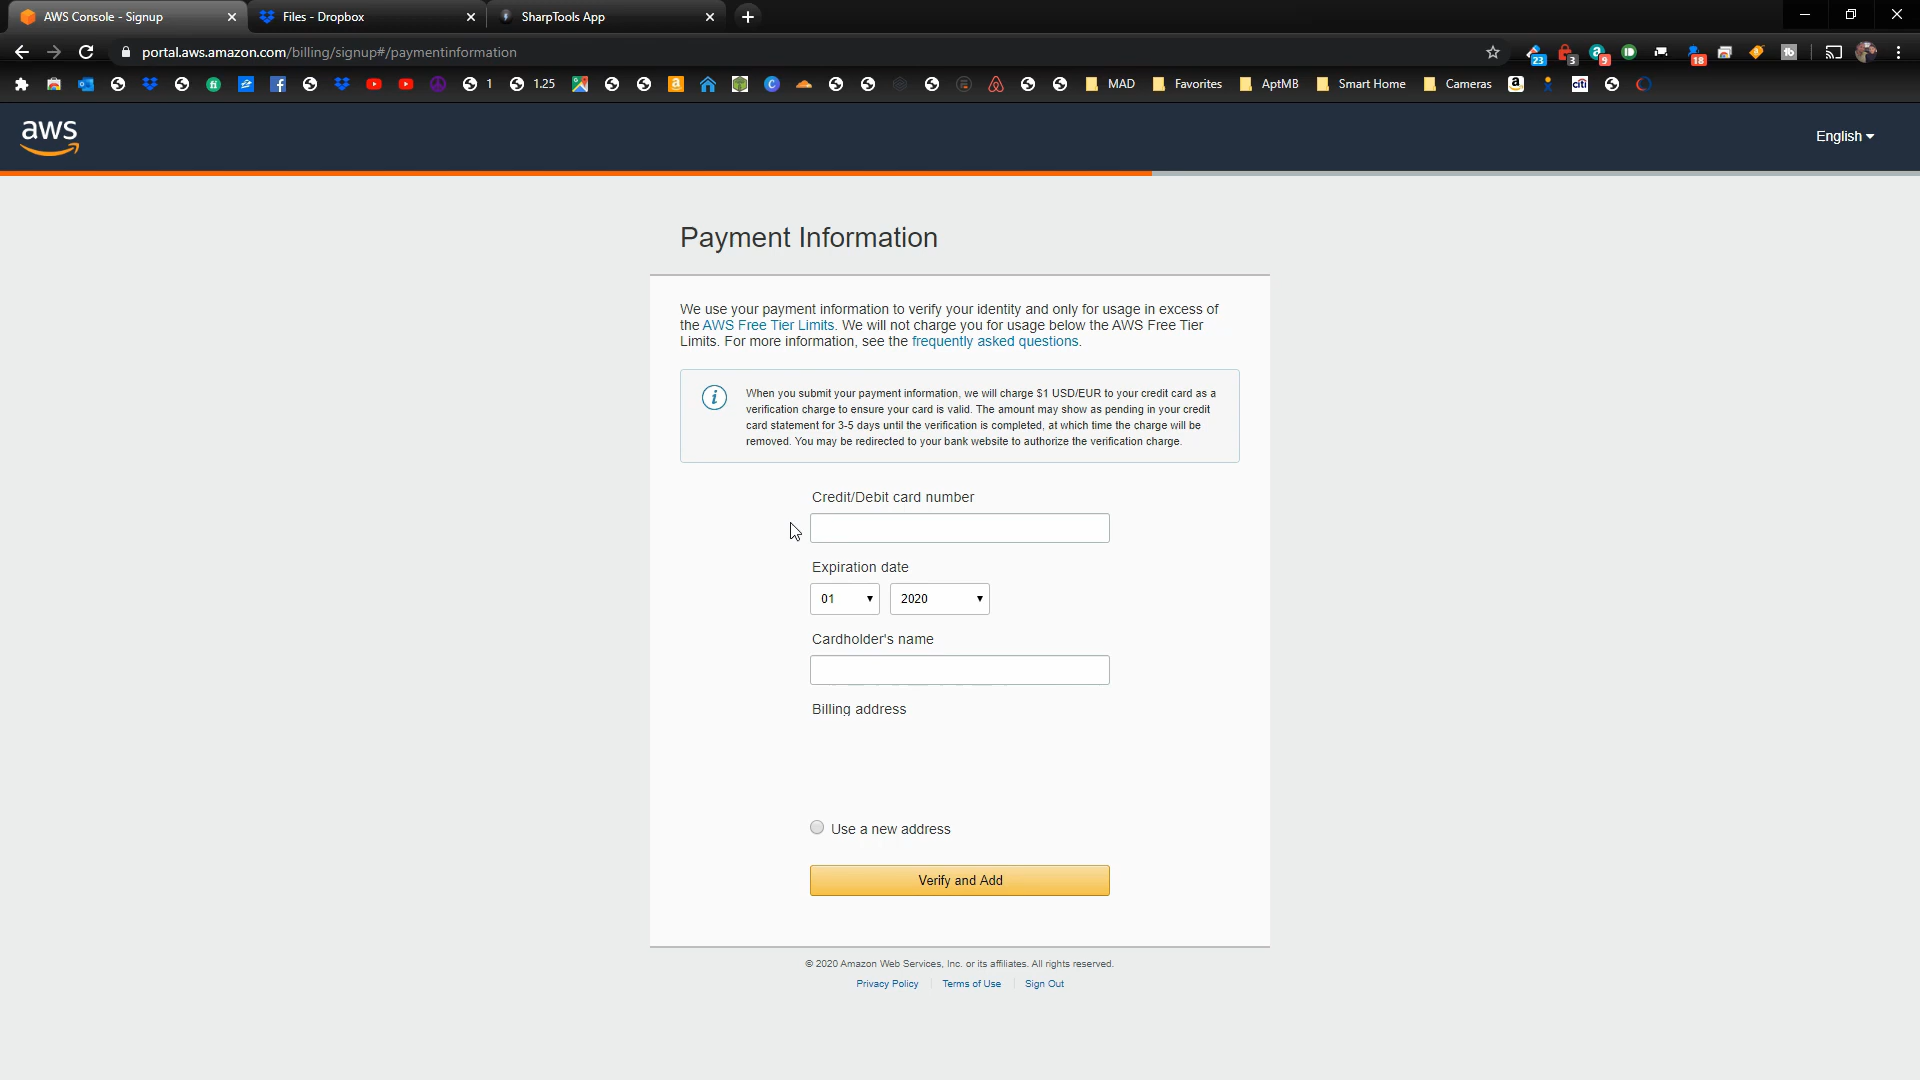 AWS Console - Signup
Files - Dropbox
SharpTools App
portal.aws.amazon.com/billing/signup#/paymentinformation
23
3
9
18
1
1.25
MAD
Favorites
AptMB
Smart Home
Cameras
citi
aws
English
Payment Information
We use your payment information to verify your identity and only for usage in excess of
the AWS Free Tier Limits. We will not charge you for usage below the AWS Free Tier
Limits. For more information, see the frequently asked questions.
When you submit your payment information, we will charge $1 USD/EUR to your credit card as a
verification charge to ensure your card is valid. The amount may show as pending in your credit
card statement for 3-5 days until the verification is completed, at which time the charge will be
removed. You may be redirected to your bank website to authorize the verification charge.
Credit/Debit card number
Expiration date
01
2020
Cardholder's name
Billing address
Use a new address
Verify and Add
© 2020 Amazon Web Services, Inc. or its affiliates. All rights reserved.
Privacy Policy
Terms of Use
Sign Out